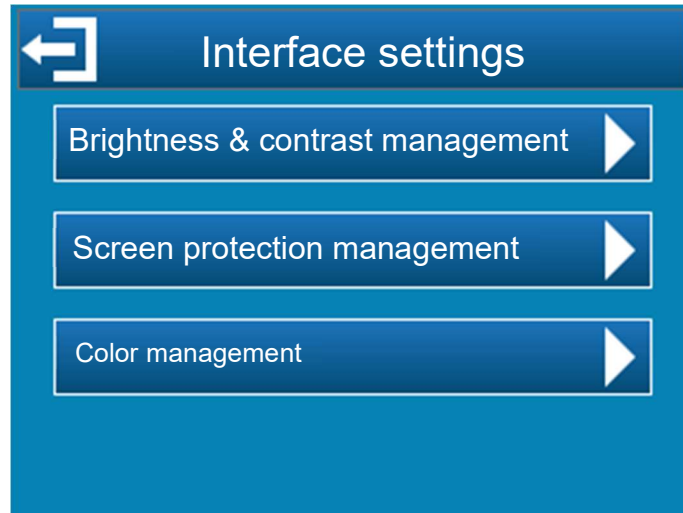 Interface settings
Brightness & contrast management
Screen protection management
Color management